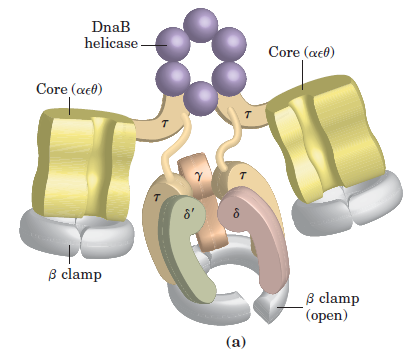 DnaB
helicase
Core (αεθ)
Core (αεθ)
τ
τ
γ
τ
τ
δ′
δ
β clamp
β clamp
(open)
(a)